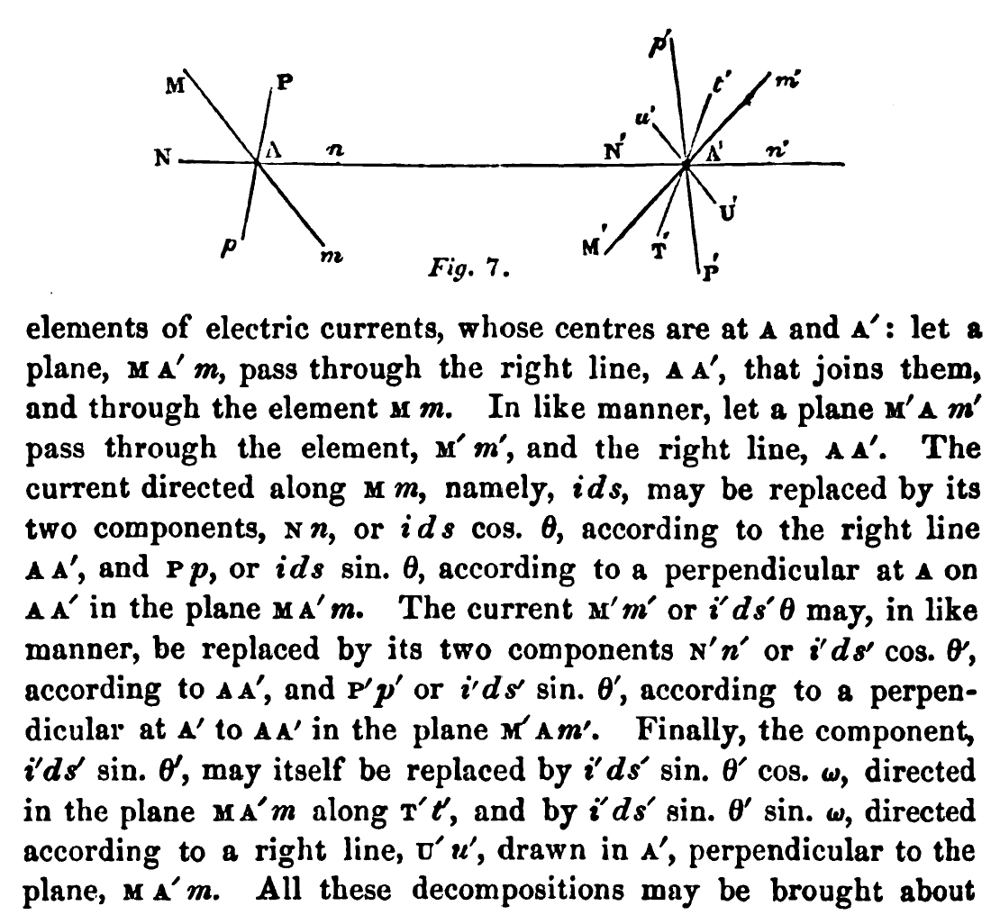 M P p′ t′ m′
u′
N A n N′ A′ n′
U′
p m M′ T′ P′
Fig. 7.
elements of electric currents, whose centres are at A and A′: let a
plane, M A′ m, pass through the right line, A A′, that joins them,
and through the element M m. In like manner, let a plane M′A m′
pass through the element, M′ m′, and the right line, A A′. The
current directed along M m, namely, i ds, may be replaced by its
two components, N n, or i d s cos. θ, according to the right line
A A′, and P p, or i ds sin. θ, according to a perpendicular at A on
A A′ in the plane M A′ m. The current M′m′ or i′ds′θ may, in like
manner, be replaced by its two components N′n′ or i′ds′ cos. θ′,
according to A A′, and P′p′ or i′ds′ sin. θ′, according to a perpen-
dicular at A′ to A A′ in the plane M′Am′. Finally, the component,
i′ds′ sin. θ′, may itself be replaced by i′ds′ sin. θ′ cos. ω, directed
in the plane M A′m along T′t′, and by i′ds′ sin. θ′ sin. ω, directed
according to a right line, U′u′, drawn in A′, perpendicular to the
plane, M A′m. All these decompositions may be brought about